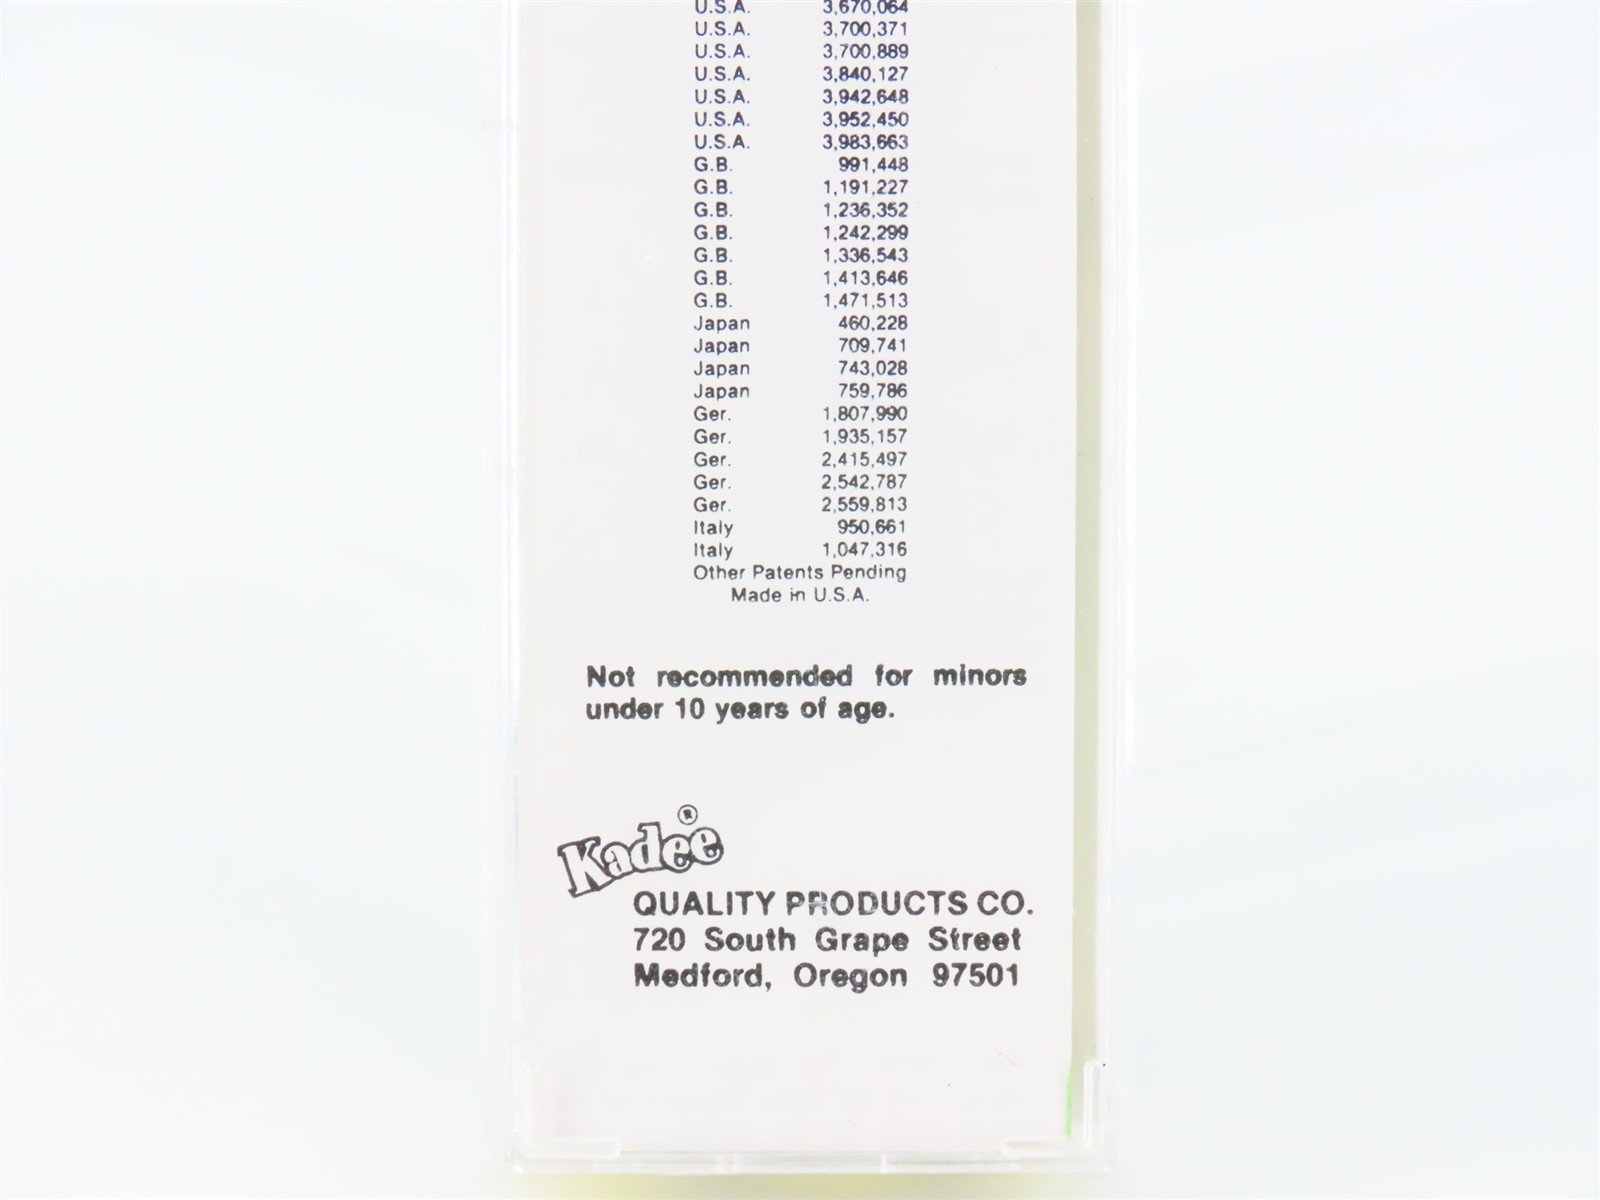 U.S.A. 3,670,064
U.S.A. 3,700,371
U.S.A. 3,700,889
U.S.A. 3,840,127
U.S.A. 3,942,648
U.S.A. 3,952,450
U.S.A. 3,983,663
G.B. 991,448
G.B. 1,191,227
G.B. 1,236,352
G.B. 1,242,299
G.B. 1,336,543
G.B. 1,413,646
G.B. 1,471,513
Japan 460,228
Japan 709,741
Japan 743,028
Japan 759,786
Ger. 1,807,990
Ger. 1,935,157
Ger. 2,415,497
Ger. 2,542,787
Ger. 2,559,813
Italy 950,661
Italy 1,047,316
Other Patents Pending
Made in U.S.A.
Not recommended for minors
under 10 years of age.
Kadee®
QUALITY PRODUCTS CO.
720 South Grape Street
Medford, Oregon 97501